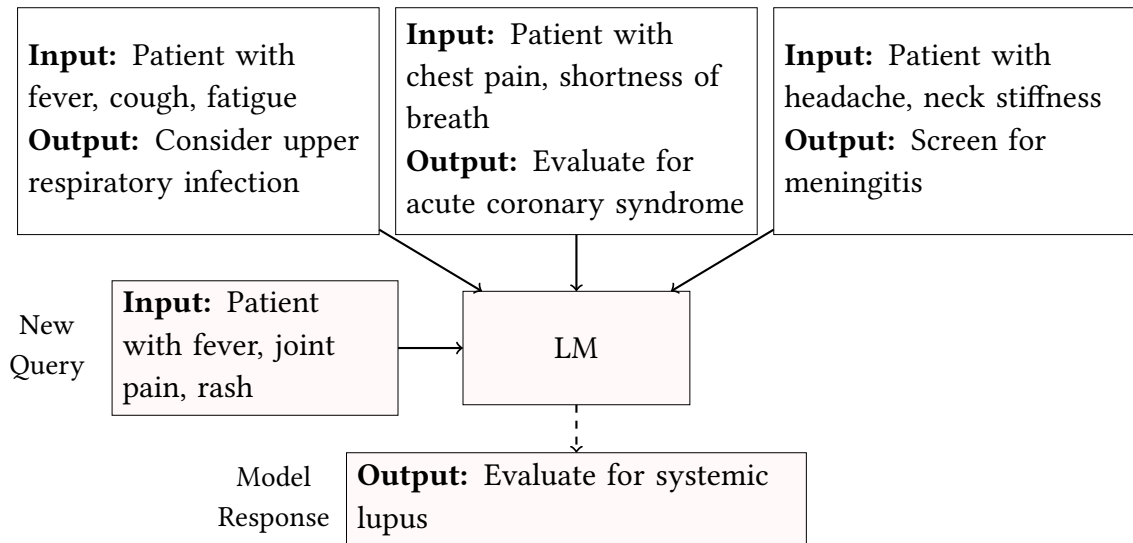 Input: Patient with
fever, cough, fatigue
Output: Consider upper
respiratory infection
Input: Patient with
chest pain, shortness of
breath
Output: Evaluate for
acute coronary syndrome
Input: Patient with
headache, neck stiffness
Output: Screen for
meningitis
New
Query
Input: Patient
with fever, joint
pain, rash
LM
Model
Response
Output: Evaluate for systemic
lupus